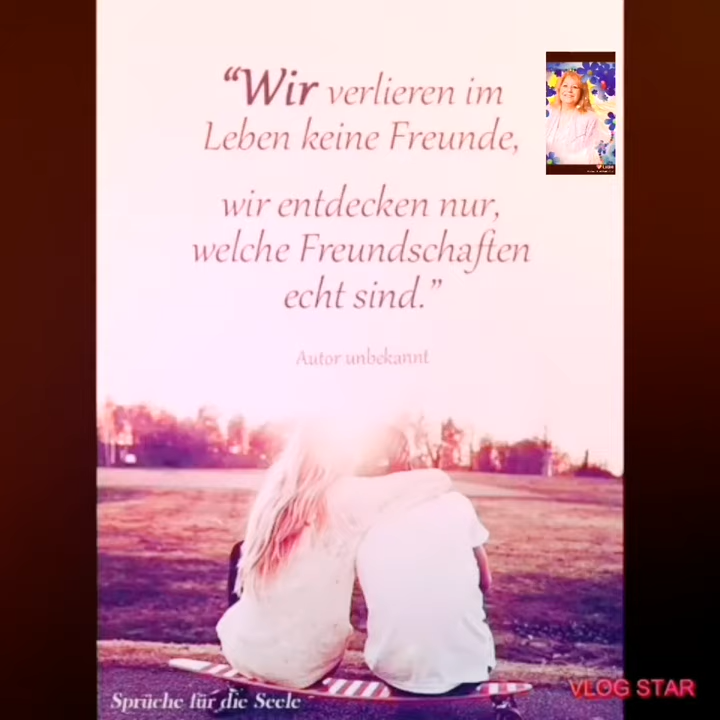 “Wir verlieren im
Leben keine Freunde,
wir entdecken nur,
welche Freundschaften
echt sind.”
Autor unbekannt
Sprüche für die Seele
VLOG STAR